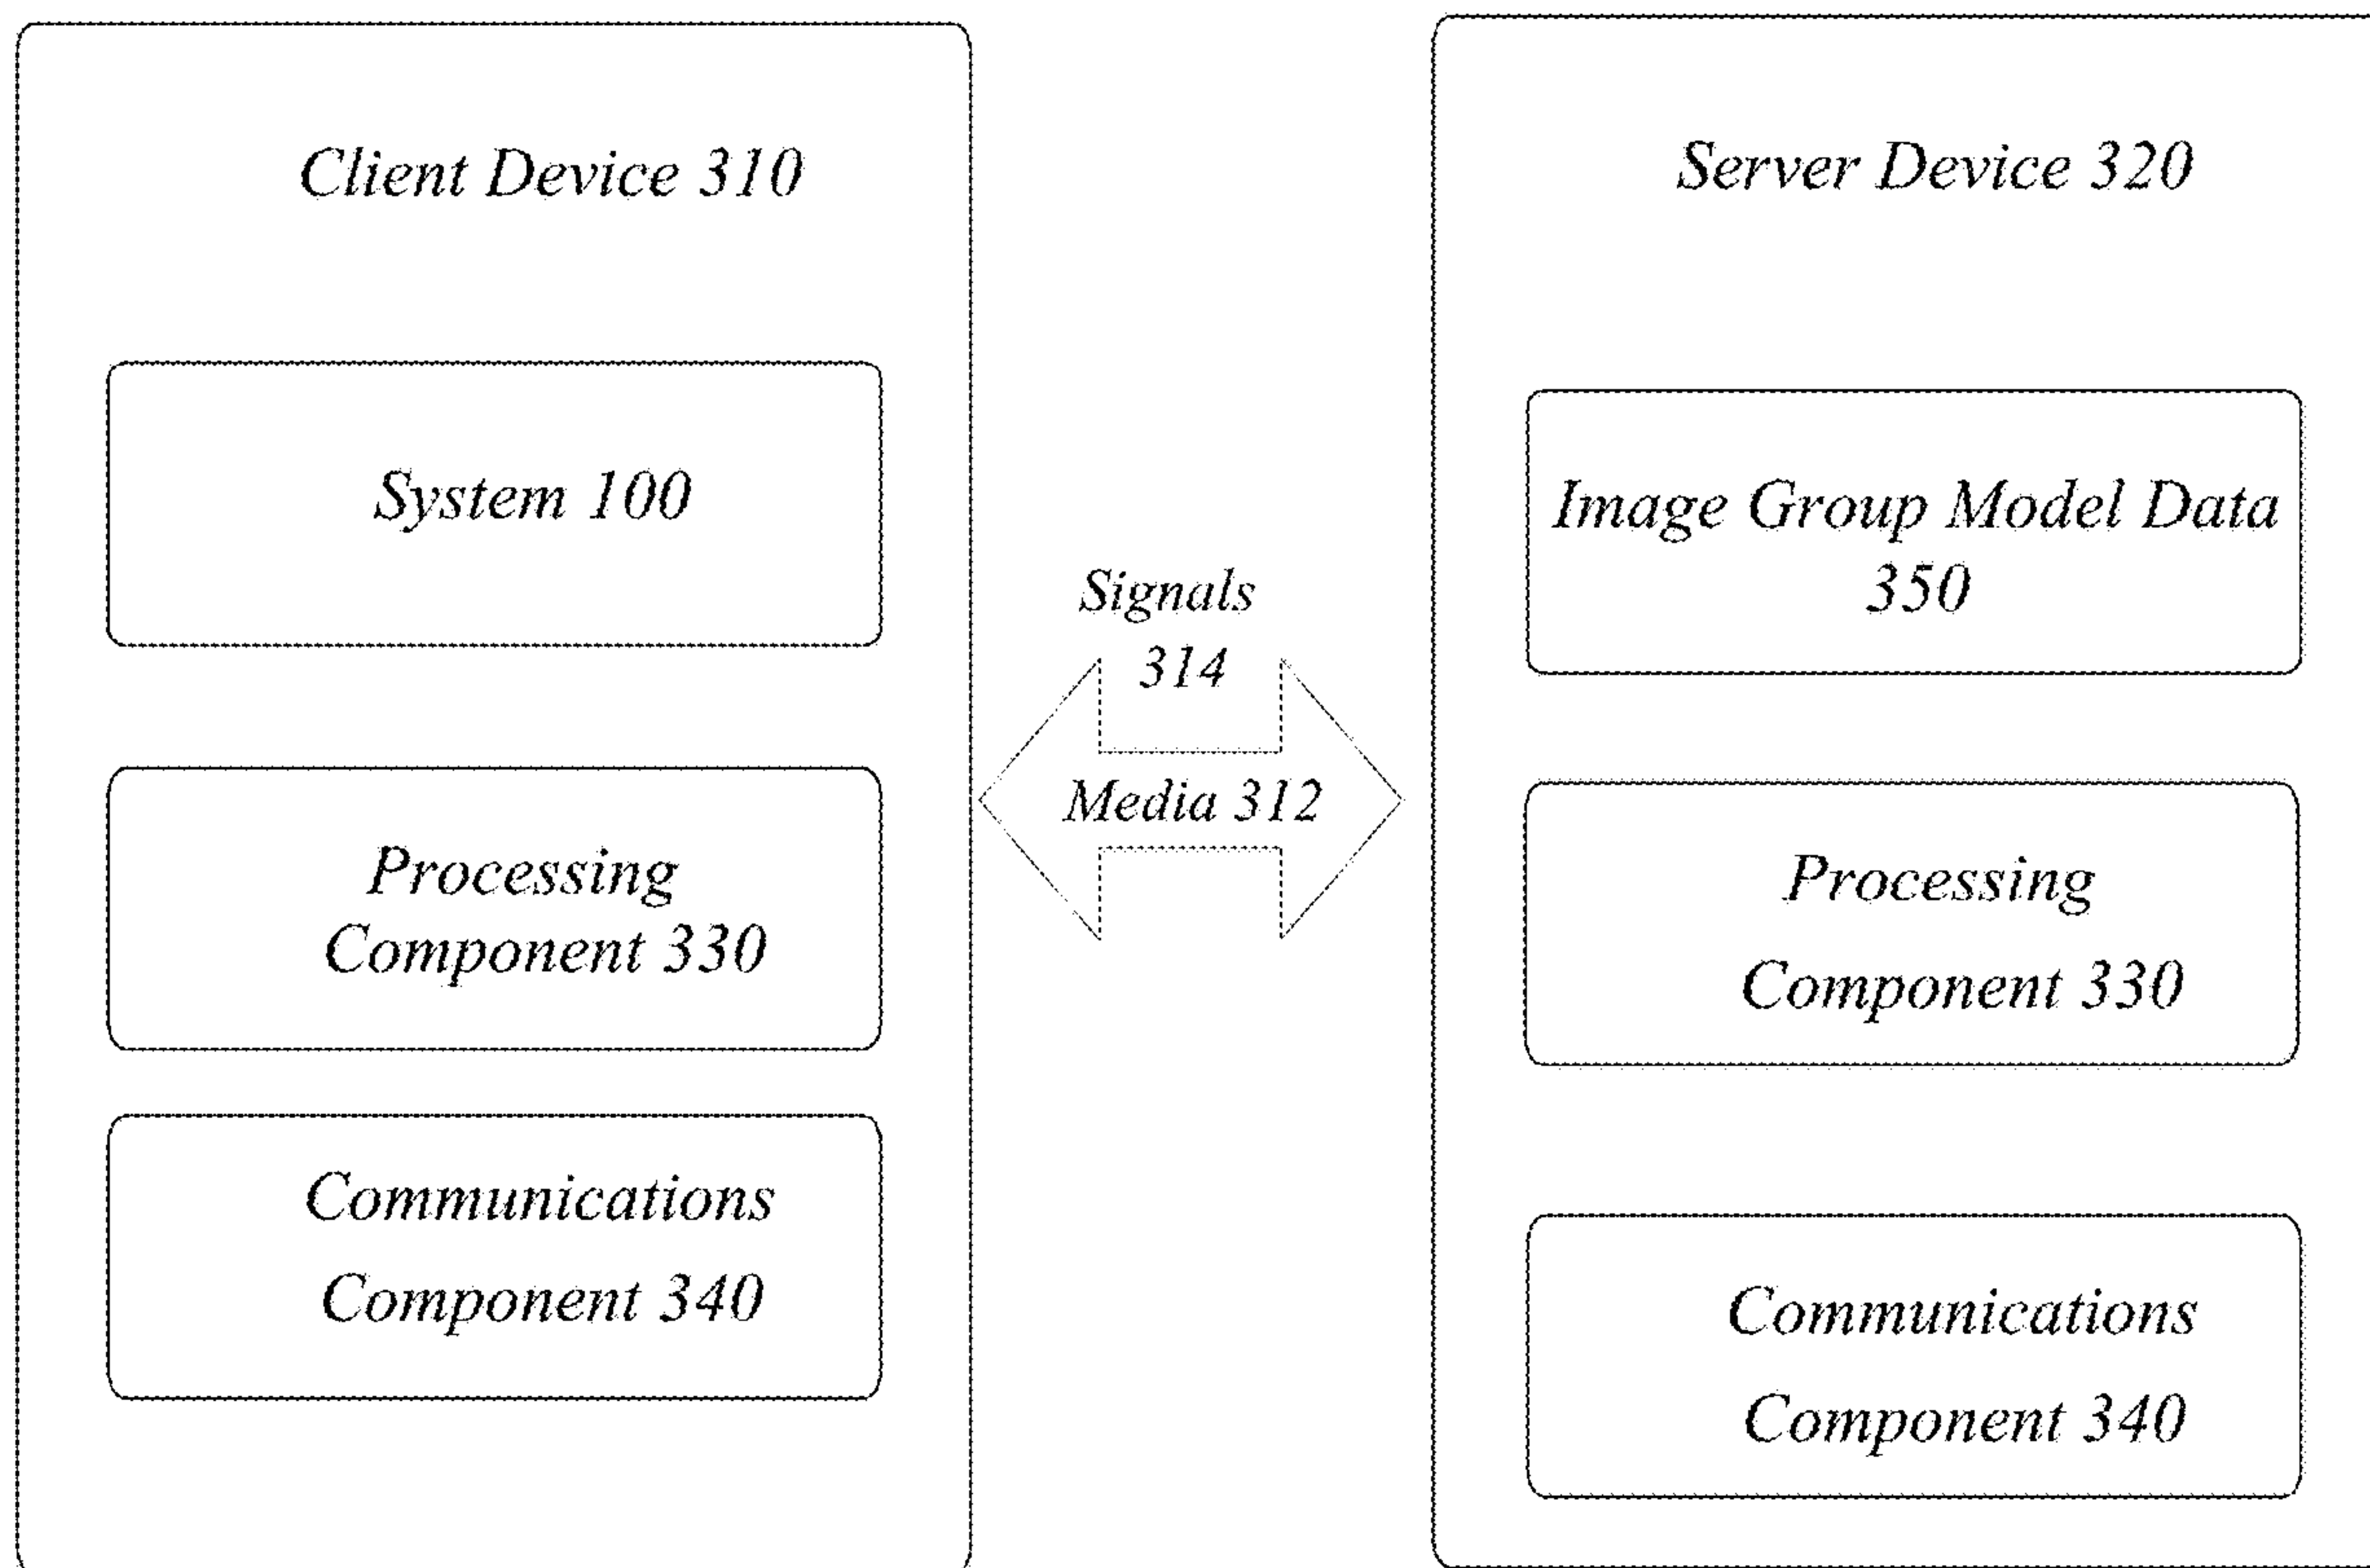 Client Device 310
System 100
Processing
Component 330
Communications
Component 340
Signals
314
Media 312
Server Device 320
Image Group Model Data
350
Processing
Component 330
Communications
Component 340